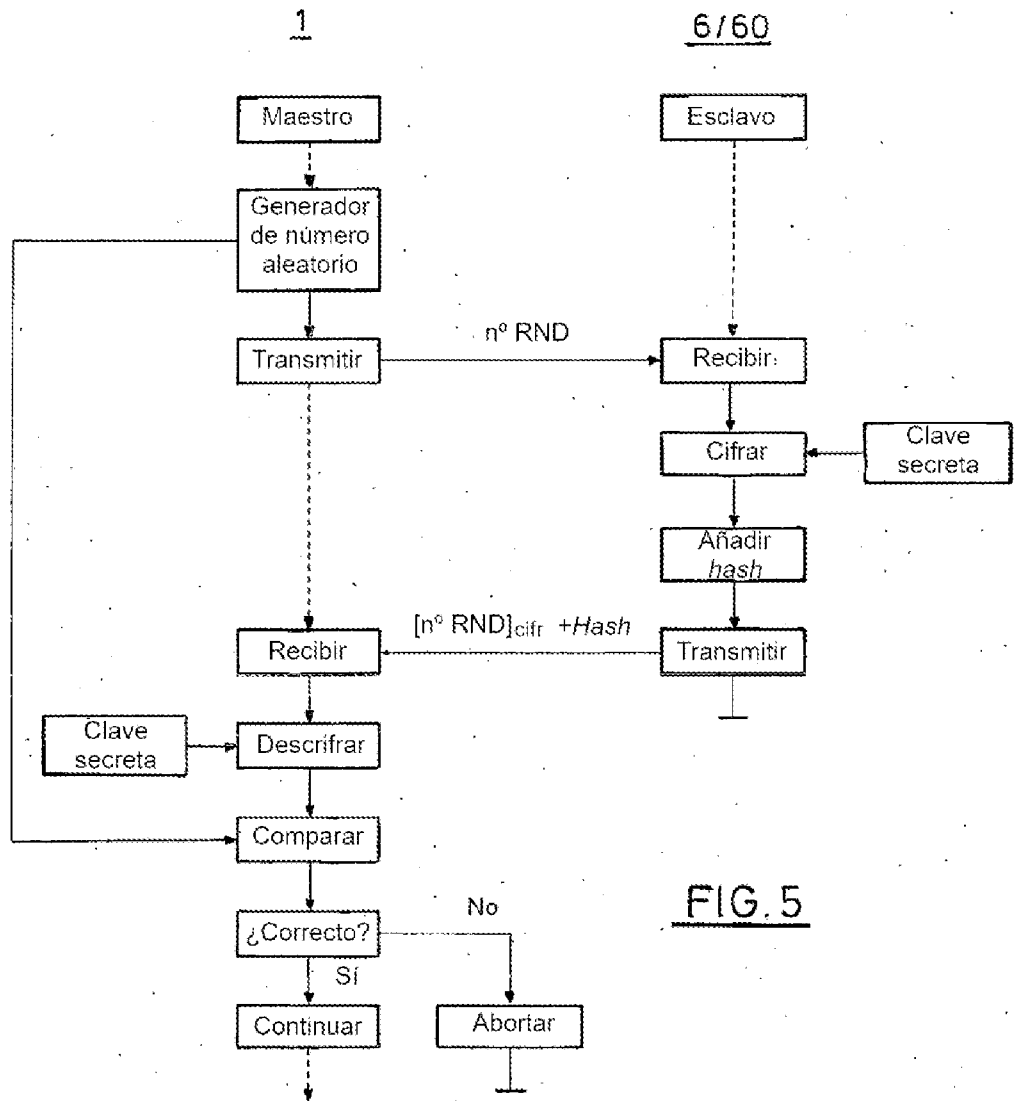 1
6/60
Maestro
Esclavo
Generador
de número
aleatorio
nº RND
Transmitir
Recibir
Cifrar
Clave
secreta
Añadir
hash
[nº RND]cifr +Hash
Recibir
Transmitir
Clave
secreta
Descrifrar
Comparar
No
¿Correcto?
FIG. 5
Sí
Continuar
Abortar